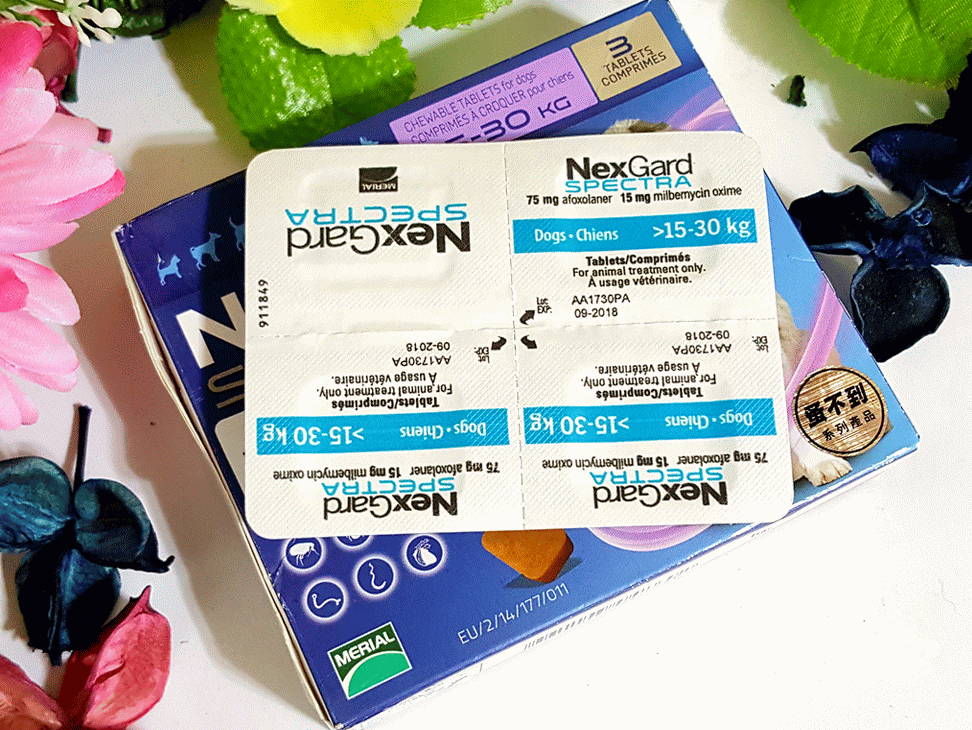 3
TABLETS
COMPRIMÉS
CHEWABLE TABLETS for dogs
COMPRIMÉS À CROQUER pour chiens
-30 KG
MERIAL
NexGard
SPECTRA
911849
NexGard
SPECTRA
75 mg afoxolaner 15 mg milbemycin oxime
Dogs • Chiens >15-30 kg
Tablets/Comprimés
For animal treatment only.
À usage vétérinaire.
Lot AA1730PA
EXP. 09-2018
NexGard
SPECTRA
75 mg afoxolaner 15 mg milbemycin oxime
Dogs • Chiens >15-30 kg
Tablets/Comprimés
For animal treatment only.
À usage vétérinaire.
Lot AA1730PA
EXP. 09-2018
NexGard
SPECTRA
75 mg afoxolaner 15 mg milbemycin oxime
Dogs • Chiens >15-30 kg
Tablets/Comprimés
For animal treatment only.
À usage vétérinaire.
Lot AA1730PA
EXP. 09-2018
N
S
蚤不到
系列產品
EU/2/14/177/011
MERIAL